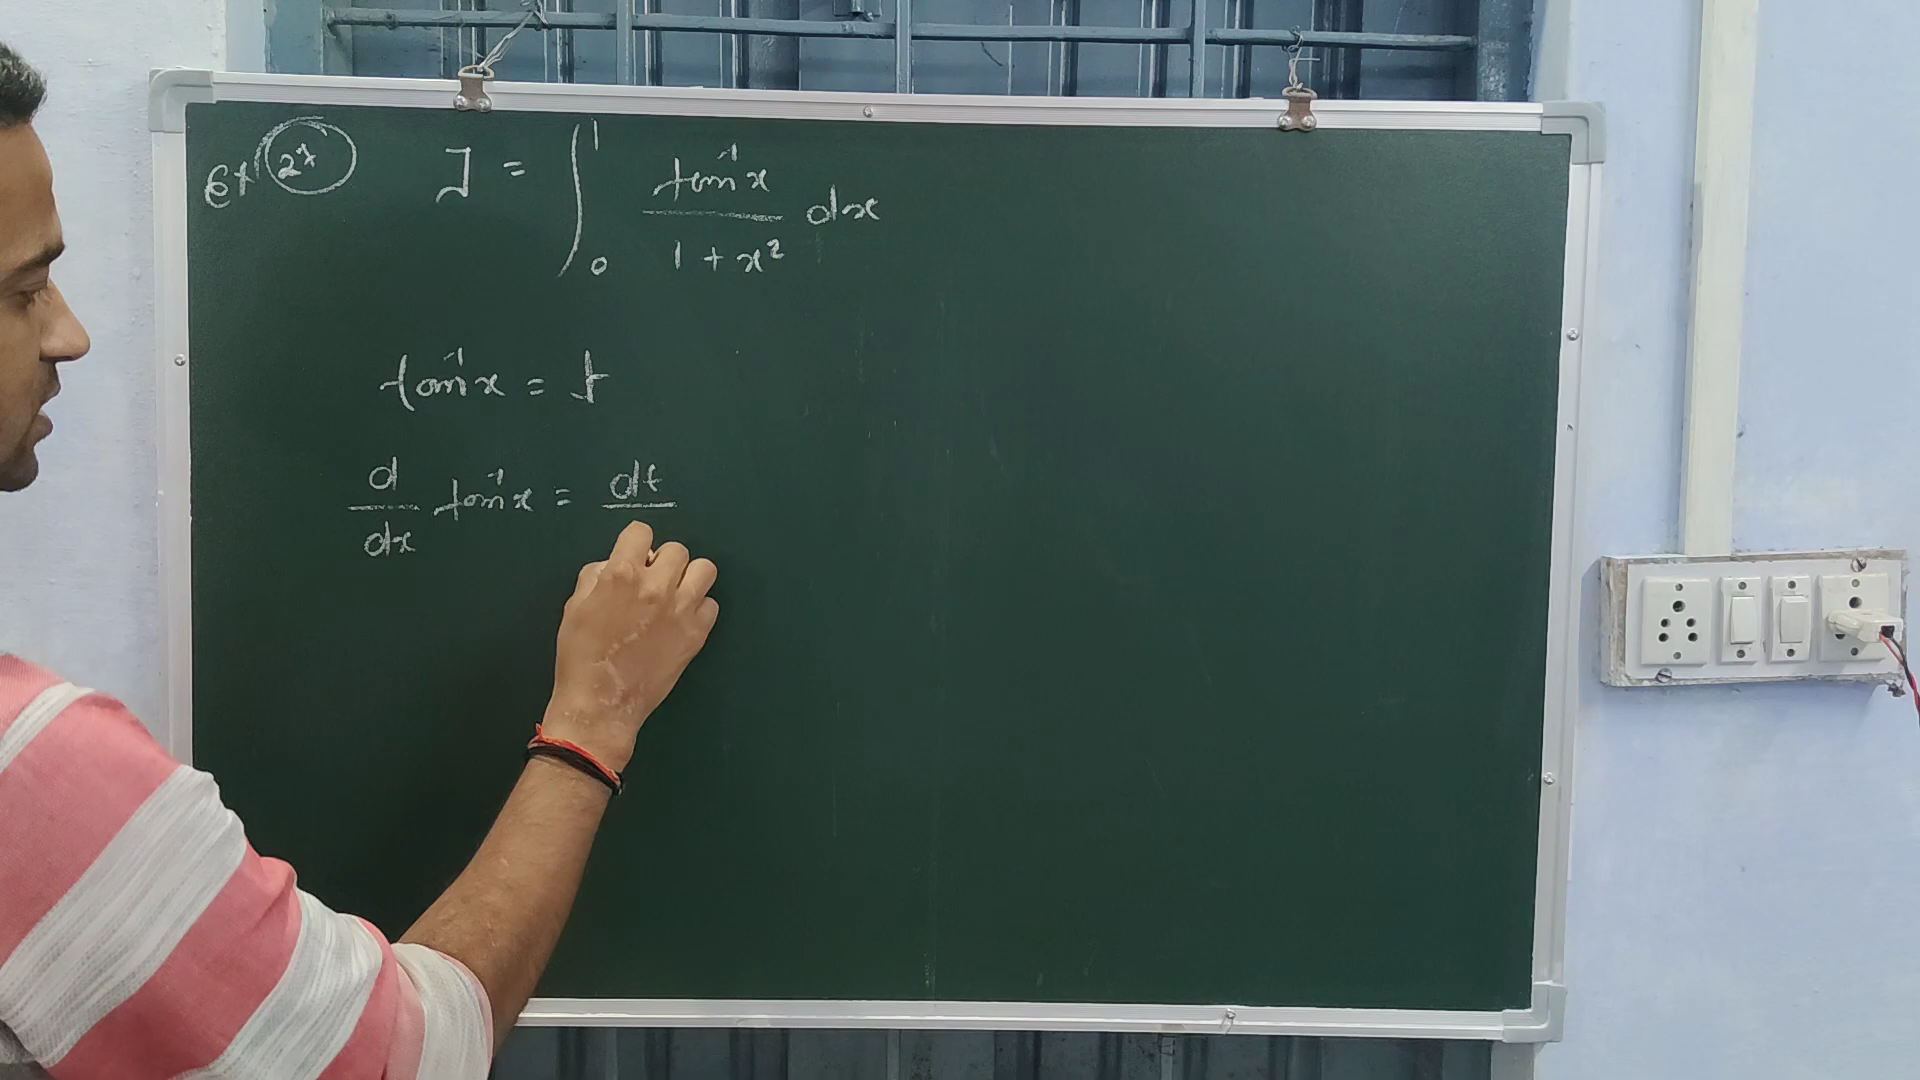 Ex 27 I = ∫₀¹ tan⁻¹x / 1 + x² dx
tan⁻¹x = t
d/dx tan⁻¹x = dt/